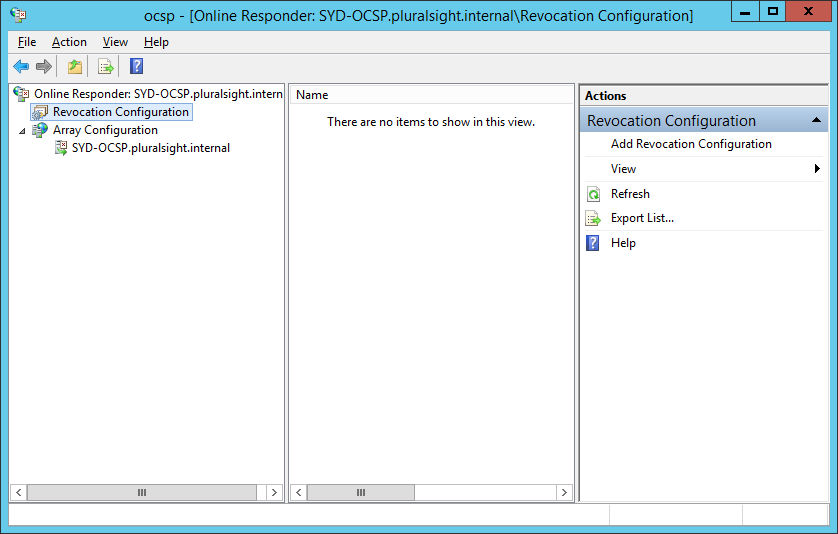 ocsp - [Online Responder: SYD-OCSP.pluralsight.internal\Revocation Configuration]
File Action View Help
Online Responder: SYD-OCSP.pluralsight.intern
Revocation Configuration
Array Configuration
SYD-OCSP.pluralsight.internal
Name
There are no items to show in this view.
Actions
Revocation Configuration
Add Revocation Configuration
View
Refresh
Export List...
Help